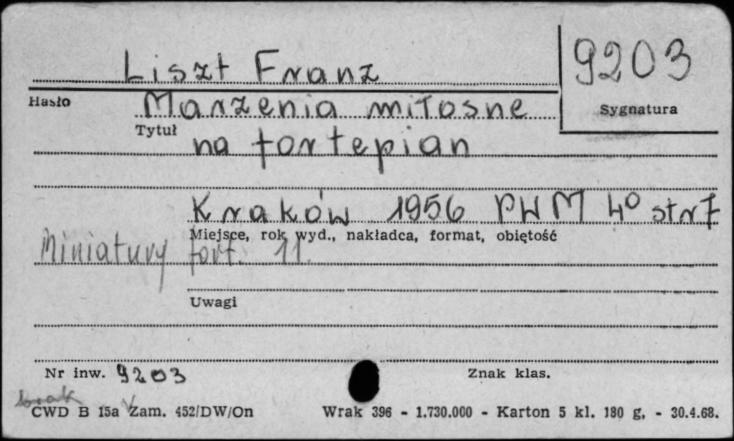 Liszt Franz
9203
Hasło
Marzenia miłosne
Sygnatura
Tytuł
na fortepian
Kraków 1956 PWM 4° str 7
Miejsce, rok wyd., nakładca, format, objętość
Miniatury fort. 11.
Uwagi
Nr inw. 9203
Znak klas.
brak
CWD B 15a Zam. 452/DW/On
Wrak 396 - 1.730.000 - Karton 5 kl. 180 g, - 30.4.68.